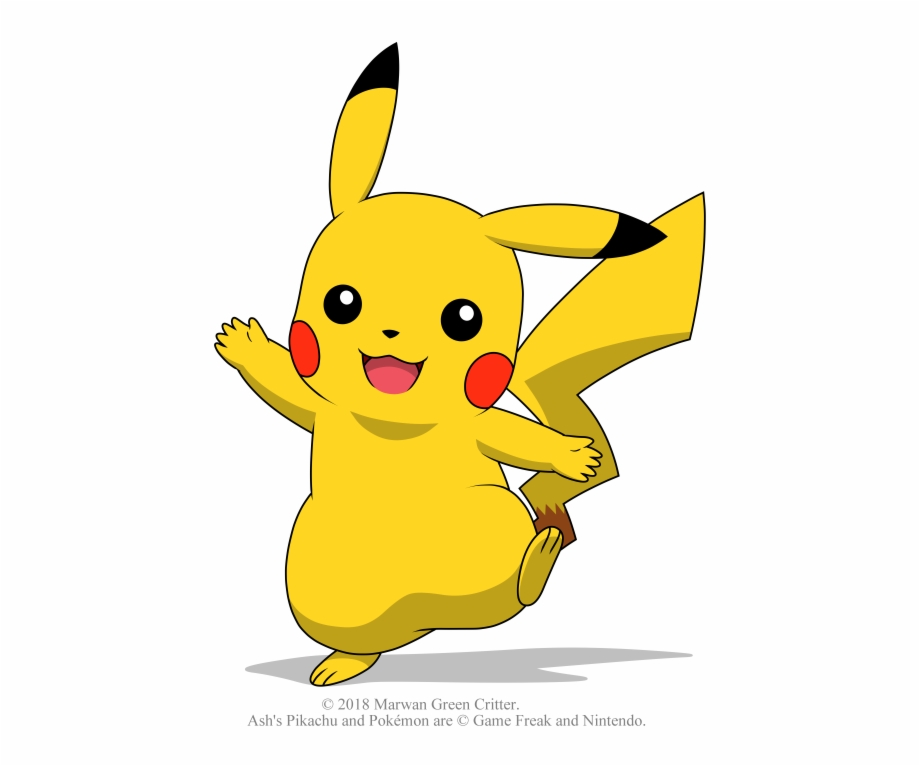 © 2018 Marwan Green Critter.
Ash's Pikachu and Pokémon are © Game Freak and Nintendo.